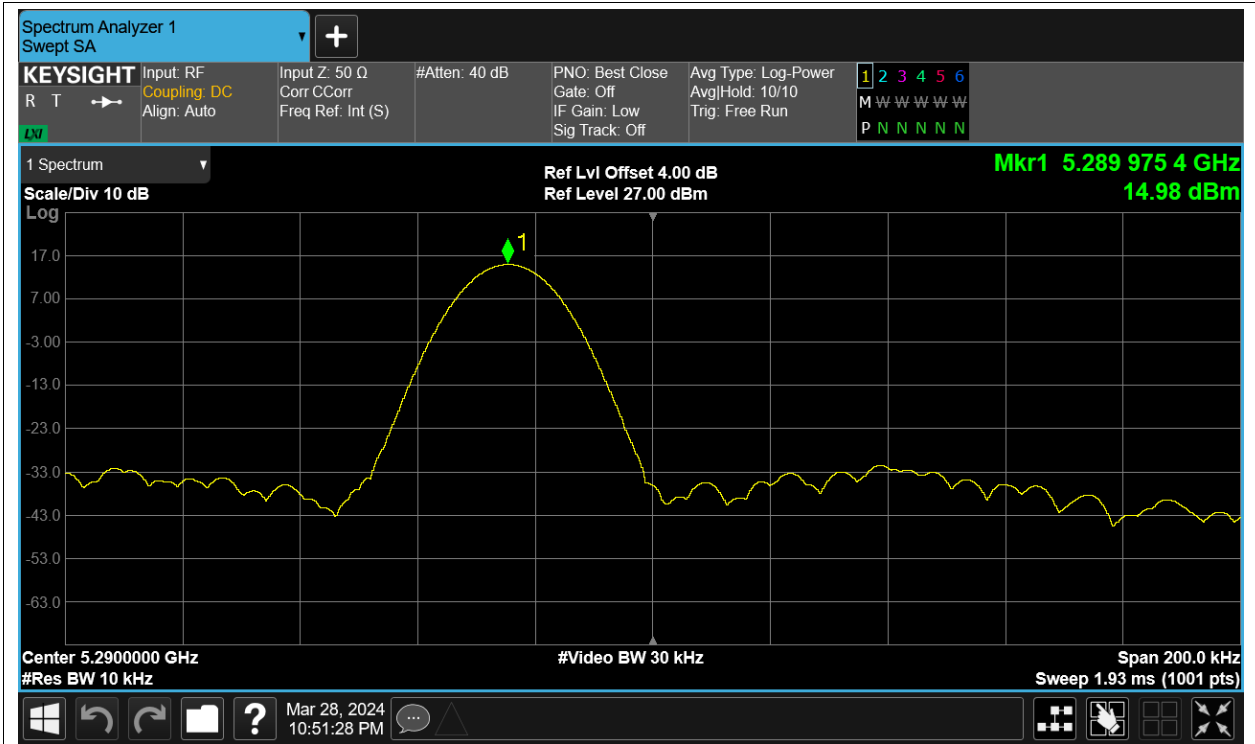 Spectrum Analyzer 1
Swept SA
+
KEYSIGHT
R T
LXI
Input: RF
Coupling: DC
Align: Auto
Input Z: 50 Ω
Corr CCorr
Freq Ref: Int (S)
#Atten: 40 dB
PNO: Best Close
Gate: Off
IF Gain: Low
Sig Track: Off
Avg Type: Log-Power
Avg|Hold: 10/10
Trig: Free Run
1 2 3 4 5 6
M W W W W W
P N N N N N
1 Spectrum
Scale/Div 10 dB
Log
Ref Lvl Offset 4.00 dB
Ref Level 27.00 dBm
Mkr1 5.289 975 4 GHz
14.98 dBm
1
17.0
7.00
-3.00
-13.0
-23.0
-33.0
-43.0
-53.0
-63.0
Center 5.2900000 GHz
#Res BW 10 kHz
#Video BW 30 kHz
Span 200.0 kHz
Sweep 1.93 ms (1001 pts)
?
Mar 28, 2024
10:51:28 PM